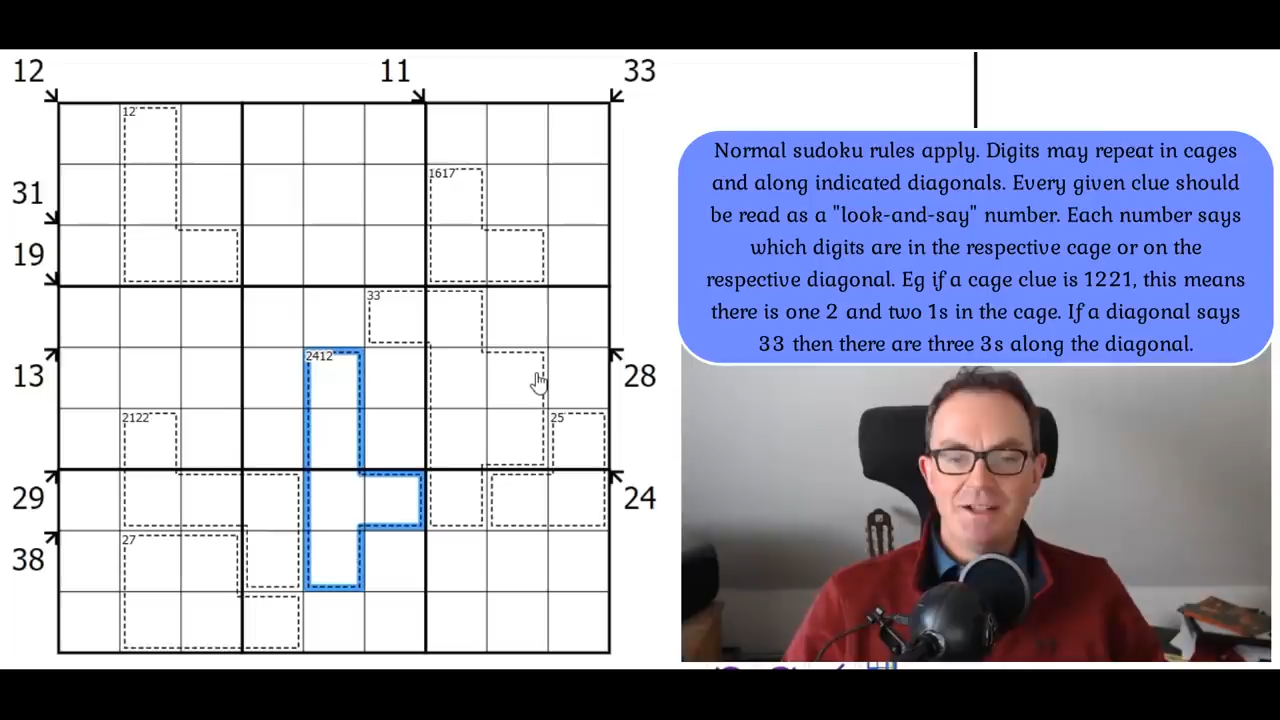 12 11 33
12
31 1617
19
33
13 2412 28
2122 25
29 24
38 27
Normal sudoku rules apply. Digits may repeat in cages
and along indicated diagonals. Every given clue should
be read as a "look-and-say" number. Each number says
which digits are in the respective cage or on the
respective diagonal. Eg if a cage clue is 1221, this means
there is one 2 and two 1s in the cage. If a diagonal says
33 then there are three 3s along the diagonal.